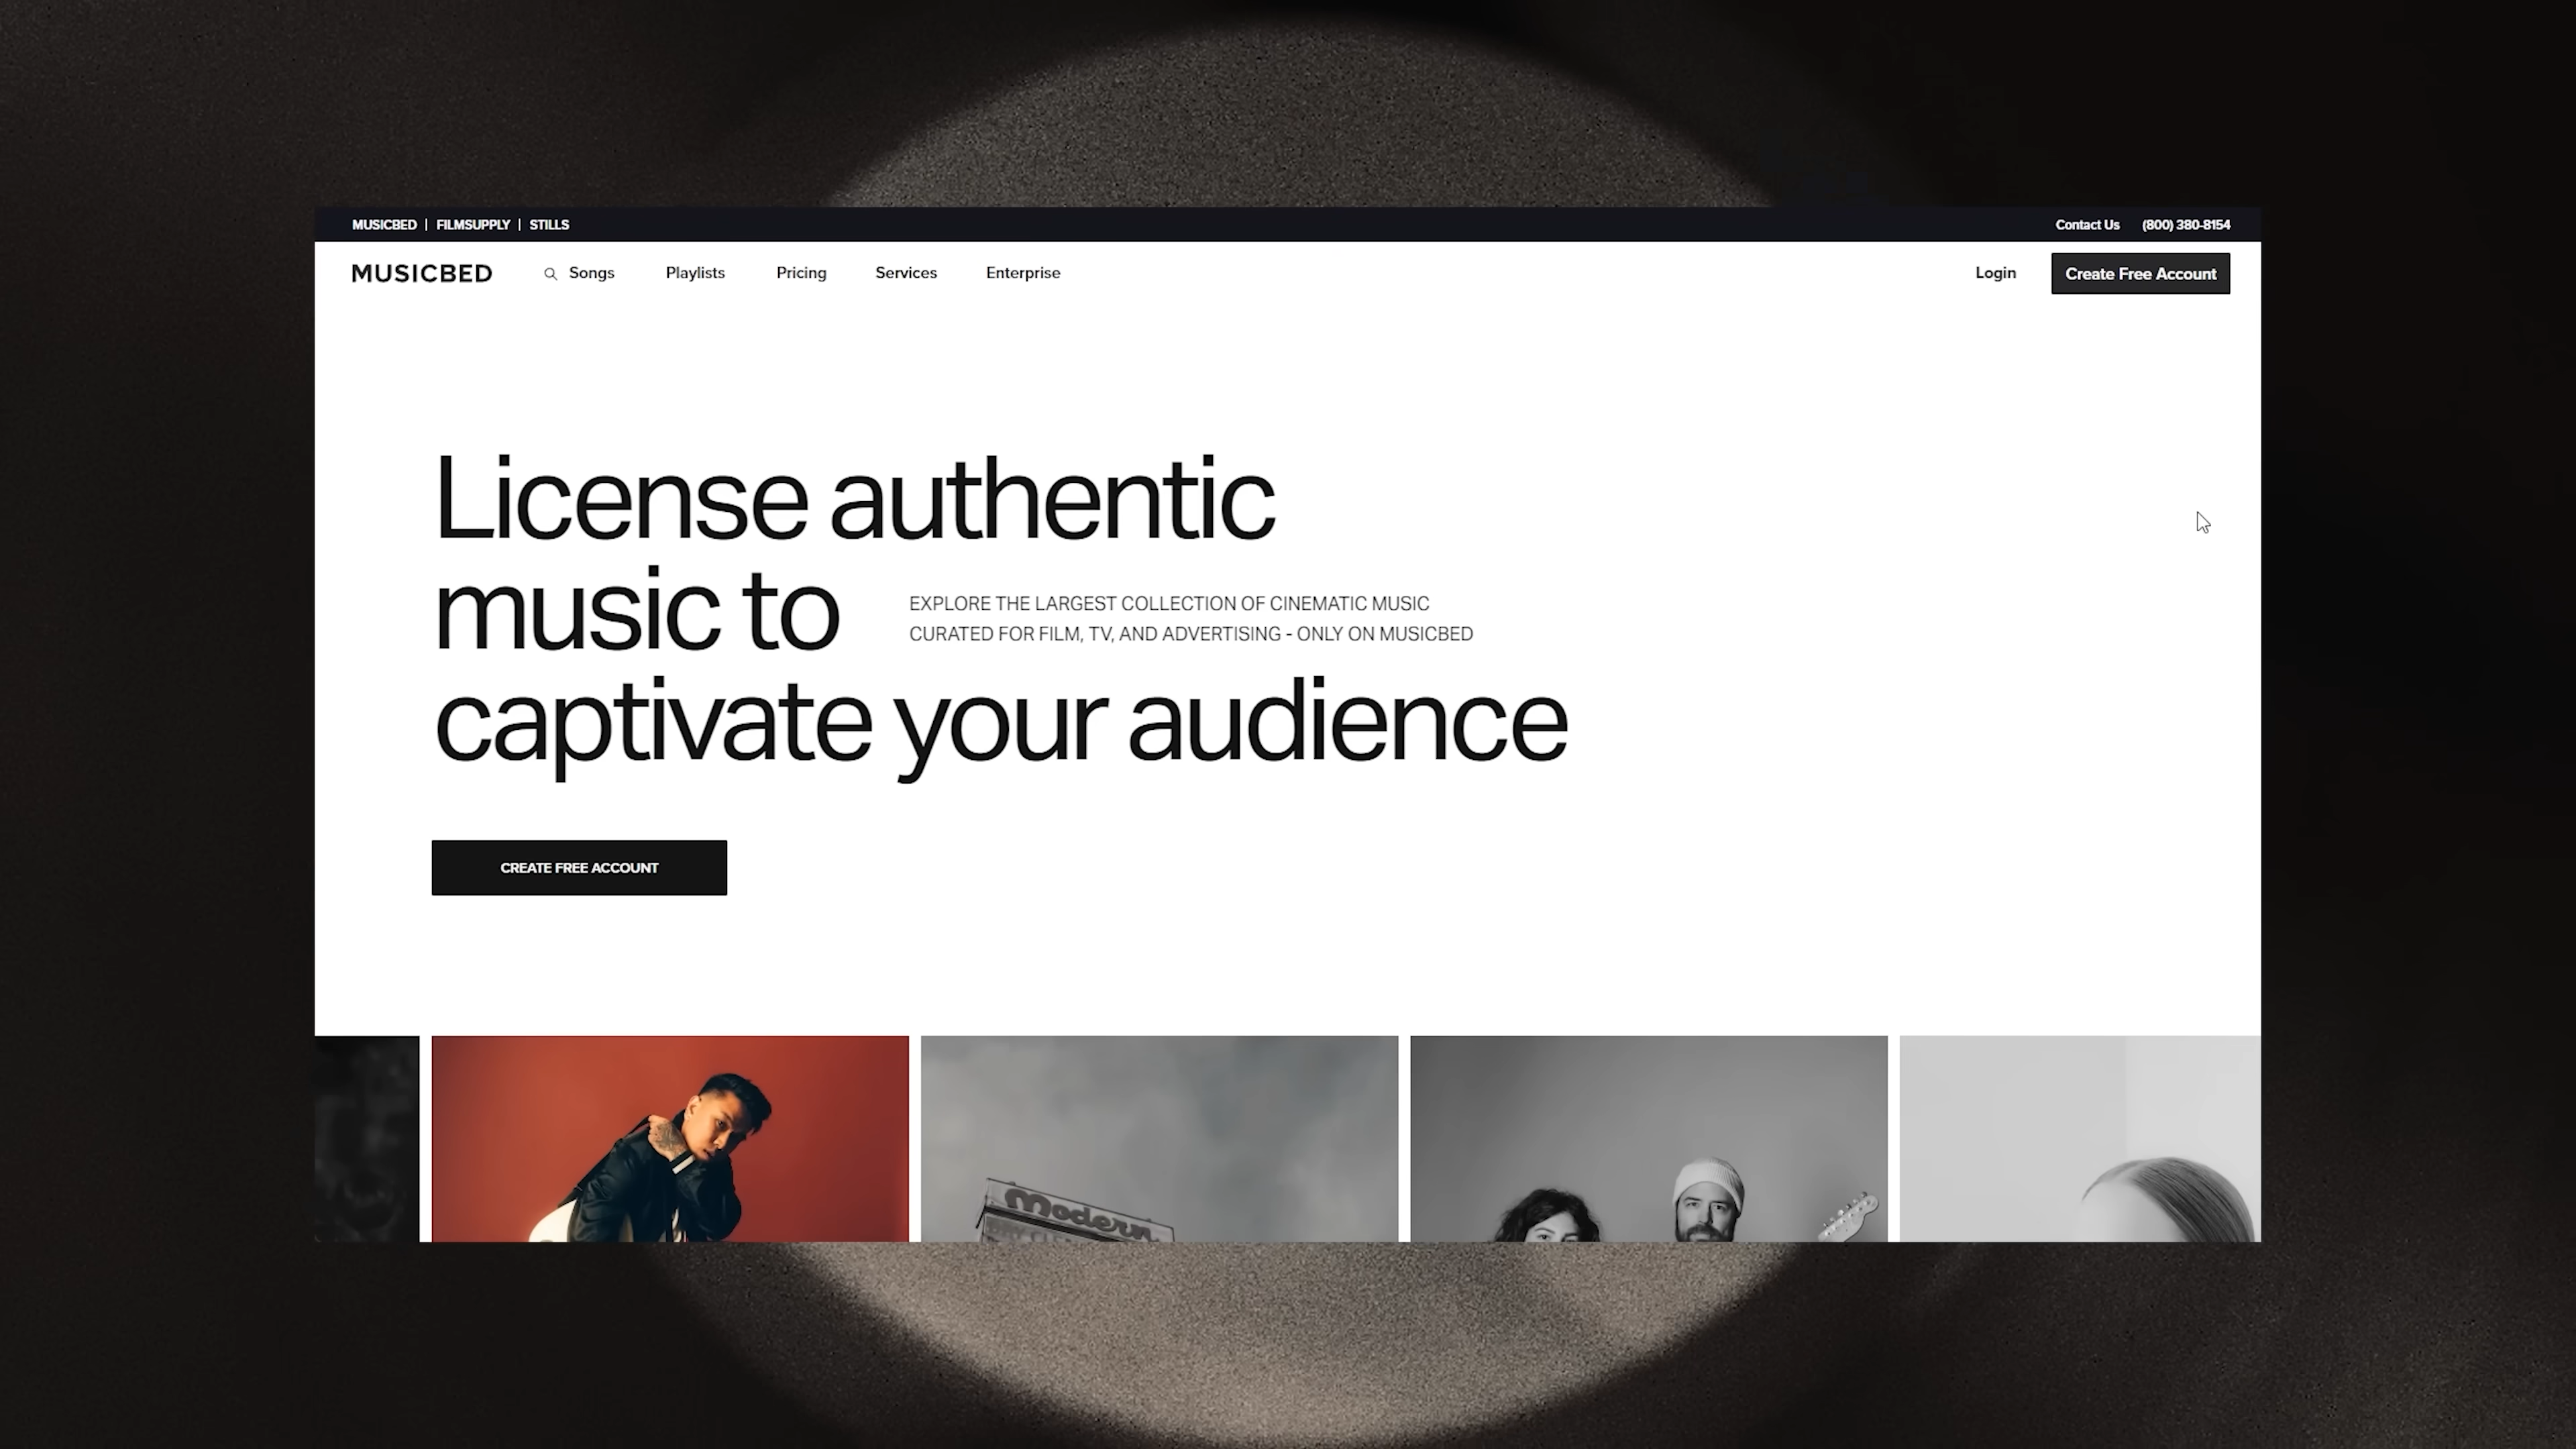 MUSICBED | FILMSUPPLY | STILLS
Contact Us (800) 380-8154
MUSICBED Songs Playlists Pricing Services Enterprise
Login Create Free Account
License authentic
music to
EXPLORE THE LARGEST COLLECTION OF CINEMATIC MUSIC
CURATED FOR FILM, TV, AND ADVERTISING - ONLY ON MUSICBED
captivate your audience
CREATE FREE ACCOUNT
Modern